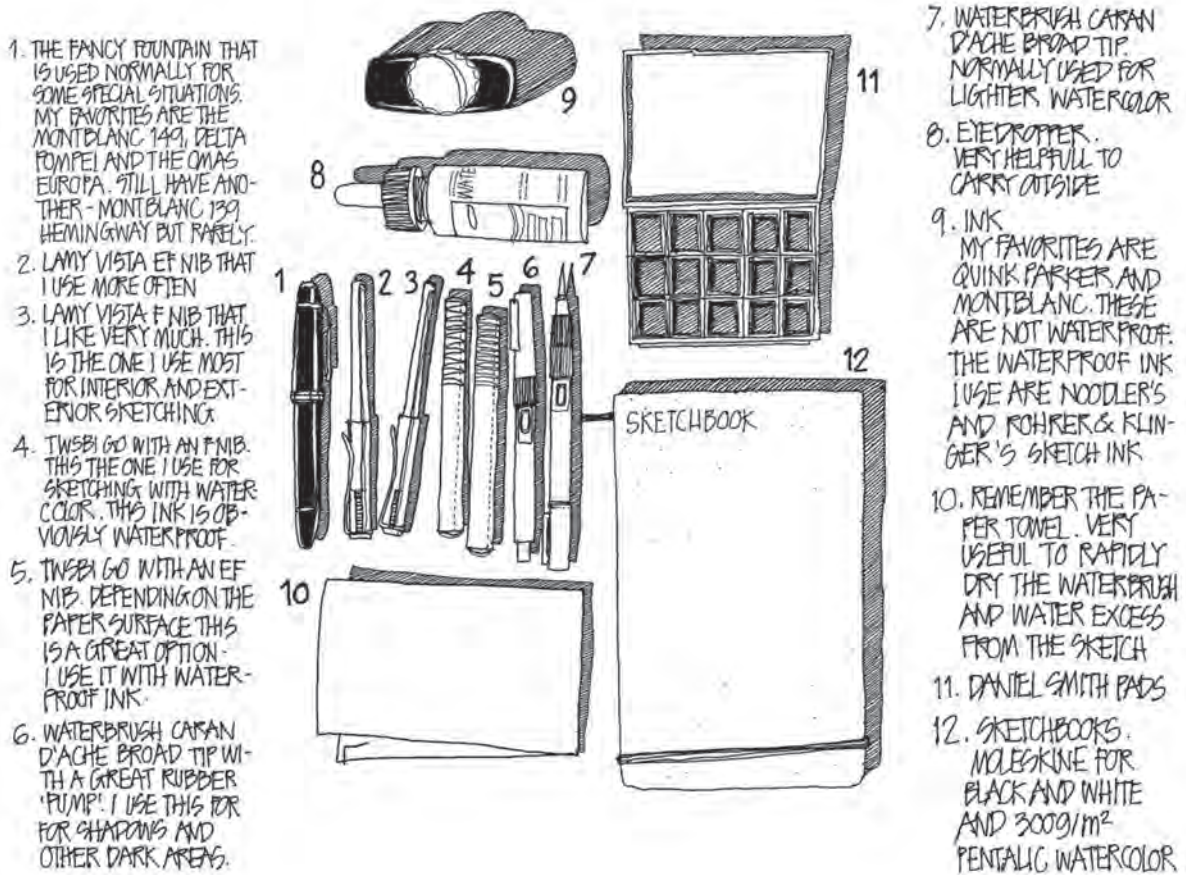 1. THE FANCY FOUNTAIN THAT
IS USED NORMALLY FOR
SOME SPECIAL SITUATIONS.
MY FAVORITES ARE THE
MONTBLANC 149, DELTA
POMPEI AND THE OMAS
EUROPA. STILL HAVE ANO-
THER - MONTBLANC 139
HEMINGWAY BUT RARELY.
2. LAMY VISTA EF NIB THAT
I USE MORE OFTEN
3. LAMY VISTA F NIB THAT
I LIKE VERY MUCH. THIS
IS THE ONE I USE MOST
FOR INTERIOR AND EXT-
ERIOR SKETCHING
4. TWSBI GO WITH AN F NIB.
THIS THE ONE I USE FOR
SKETCHING WITH WATER-
COLOR. THIS INK IS OB-
VIOUSLY WATERPROOF.
5. TWSBI GO WITH AN EF
NIB. DEPENDING ON THE
PAPER SURFACE THIS
IS A GREAT OPTION.
I USE IT WITH WATER-
PROOF INK.
6. WATERBRUSH CARAN
D'ACHE BROAD TIP WI-
TH A GREAT RUBBER
'PUMP'. I USE THIS FOR
FOR SHADOWS AND
OTHER DARK AREAS.
9
11
8
WATE
1
2
3
4
5
6
7
12
SKETCHBOOK
10
7. WATERBRUSH CARAN
D'ACHE BROAD TIP.
NORMALLY USED FOR
LIGHTER WATERCOLOR
8. EYEDROPPER.
VERY HELPFULL TO
CARRY OTSIDE
9. INK
MY FAVORITES ARE
QUINK PARKER AND
MONTBLANC. THESE
ARE NOT WATERPROOF.
THE WATERPROOF INK
I USE ARE NOODLER'S
AND ROHRER & KLIN-
GER'S SKETCH INK
10. REMEMBER THE PA-
PER TOWEL. VERY
USEFUL TO RAPIDLY
DRY THE WATERBRUSH
AND WATER EXCESS
FROM THE SKETCH
11. DANIEL SMITH PADS
12. SKETCHBOOKS.
MOLESKINE FOR
BLACK AND WHITE
AND 300g/m²
PENTALIC WATERCOLOR